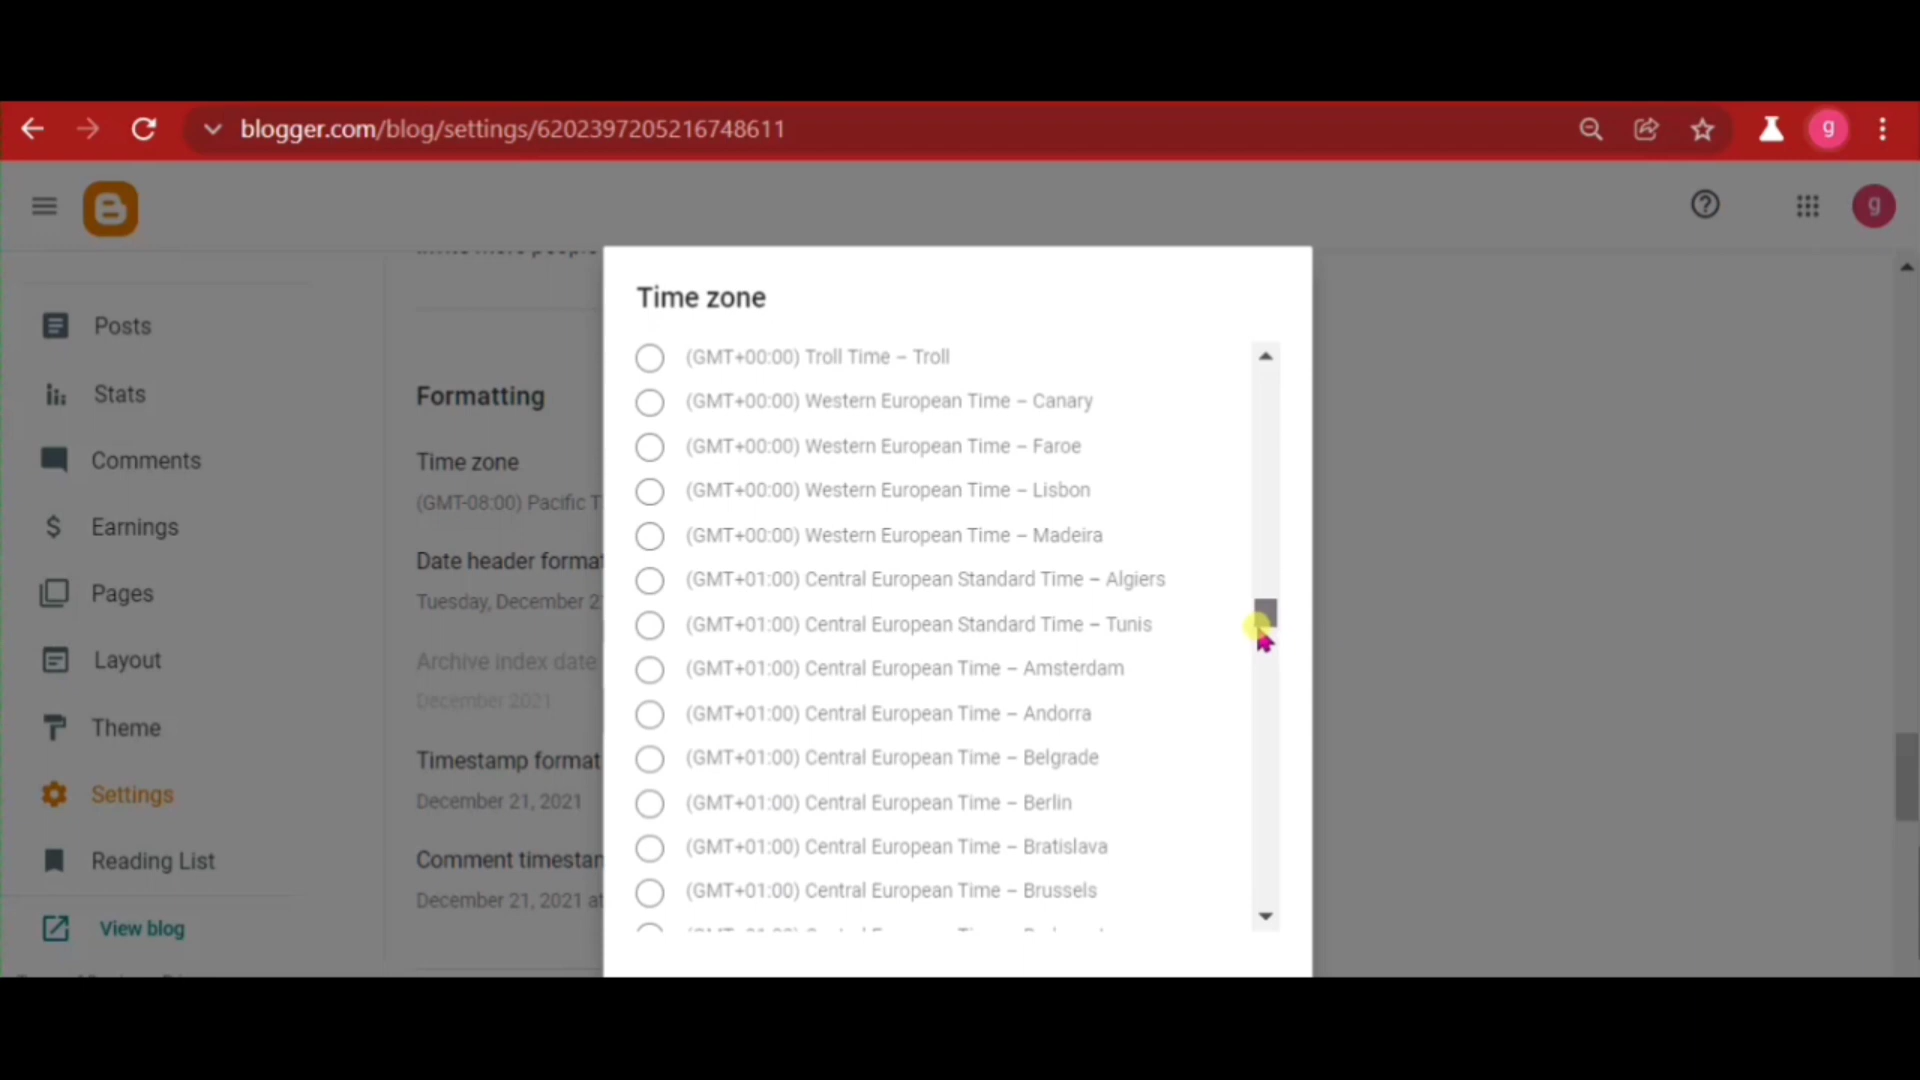 blogger.com/blog/settings/6202397205216748611
g
g
Posts
Stats
Comments
Earnings
Pages
Layout
Theme
Settings
Reading List
View blog
Formatting
Time zone
(GMT-08:00) Pacific T
Date header format
Tuesday, December 2
Archive index date
December 2021
Timestamp format
December 21, 2021
Comment timestam
December 21, 2021 at
Time zone
(GMT+00:00) Troll Time – Troll
(GMT+00:00) Western European Time – Canary
(GMT+00:00) Western European Time – Faroe
(GMT+00:00) Western European Time – Lisbon
(GMT+00:00) Western European Time – Madeira
(GMT+01:00) Central European Standard Time – Algiers
(GMT+01:00) Central European Standard Time – Tunis
(GMT+01:00) Central European Time – Amsterdam
(GMT+01:00) Central European Time – Andorra
(GMT+01:00) Central European Time – Belgrade
(GMT+01:00) Central European Time – Berlin
(GMT+01:00) Central European Time – Bratislava
(GMT+01:00) Central European Time – Brussels